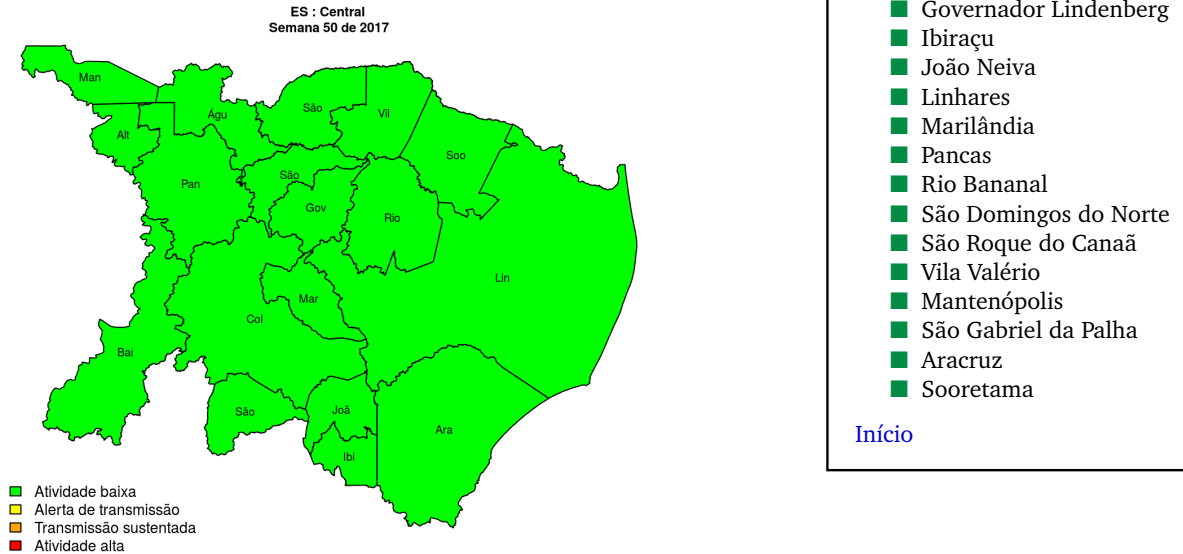 ES : Central
Semana 50 de 2017
Man
Águ
São
Vil
Alt
Soo
São
Pan
Gov
Rio
Lin
Mar
Col
Bai
São
Joã
Ara
Ibi
Atividade baixa
Alerta de transmissão
Transmissão sustentada
Atividade alta
Governador Lindenberg
Ibiraçu
João Neiva
Linhares
Marilândia
Pancas
Rio Bananal
São Domingos do Norte
São Roque do Canaã
Vila Valério
Mantenópolis
São Gabriel da Palha
Aracruz
Sooretama
Início